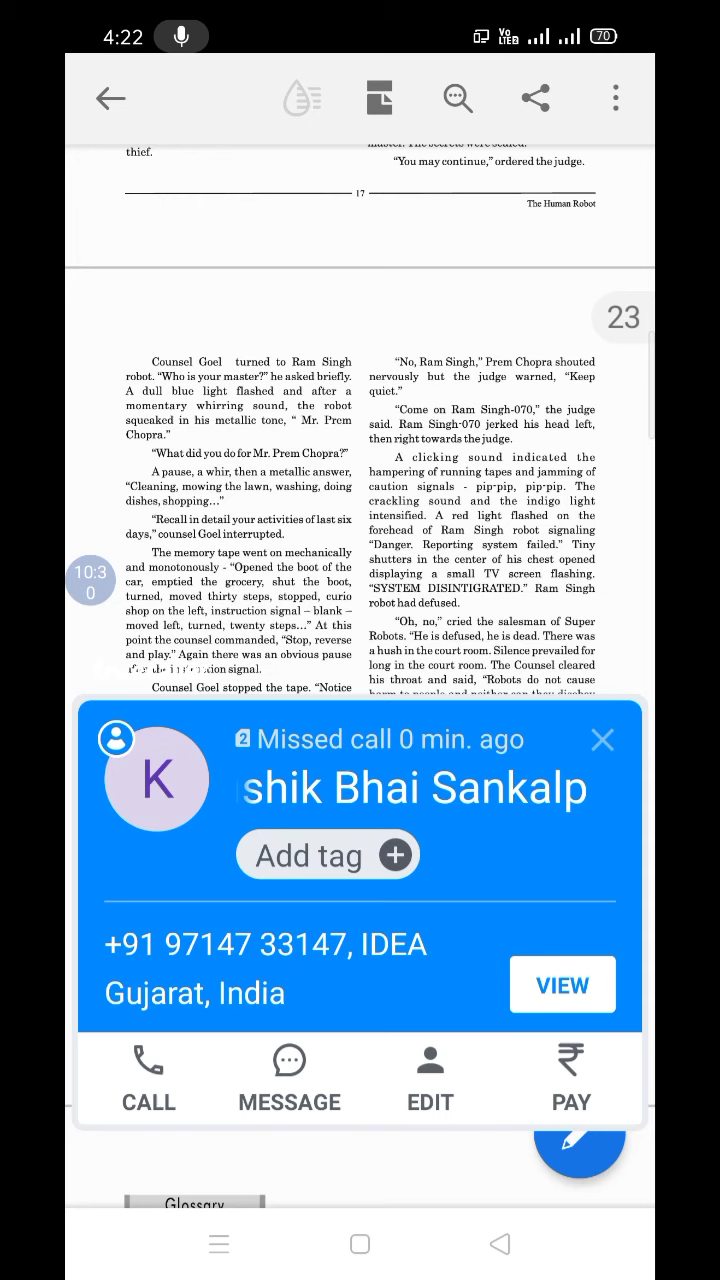 4:22
Vo
LTE2
70
thief.
“You may continue,” ordered the judge.
17
The Human Robot
23
Counsel Goel turned to Ram Singh
robot. “Who is your master?” he asked briefly.
A dull blue light flashed and after a
momentary whirring sound, the robot
squeaked in his metallic tone, “ Mr. Prem
Chopra.”
“What did you do for Mr. Prem Chopra?”
A pause, a whir, then a metallic answer,
“Cleaning, mowing the lawn, washing, doing
dishes, shopping...”
“Recall in detail your activities of last six
days,” counsel Goel interrupted.
The memory tape went on mechanically
and monotonously - “Opened the boot of the
car, emptied the grocery, shut the boot,
turned, moved thirty steps, stopped, curio
shop on the left, instruction signal – blank –
moved left, turned, twenty steps...” At this
point the counsel commanded, “Stop, reverse
and play.” Again there was an obvious pause
signal.
Counsel Goel stopped the tape. “Notice
“No, Ram Singh,” Prem Chopra shouted
nervously but the judge warned, “Keep
quiet.”
“Come on Ram Singh-070,” the judge
said. Ram Singh-070 jerked his head left,
then right towards the judge.
A clicking sound indicated the
hampering of running tapes and jamming of
caution signals - pip-pip, pip-pip. The
crackling sound and the indigo light
intensified. A red light flashed on the
forehead of Ram Singh robot signaling
“Danger. Reporting system failed.” Tiny
shutters in the center of his chest opened
displaying a small TV screen flashing.
“SYSTEM DISINTIGRATED.” Ram Singh
robot had defused.
“Oh, no,” cried the salesman of Super
Robots. “He is defused, he is dead. There was
a hush in the court room. Silence prevailed for
long in the court room. The Counsel cleared
his throat and said, “Robots do not cause
harm to people and neither can they disobey
10:3
0
2 Missed call 0 min. ago
K
shik Bhai Sankalp
Add tag
+91 97147 33147, IDEA
Gujarat, India
VIEW
CALL
MESSAGE
EDIT
PAY
Glossary